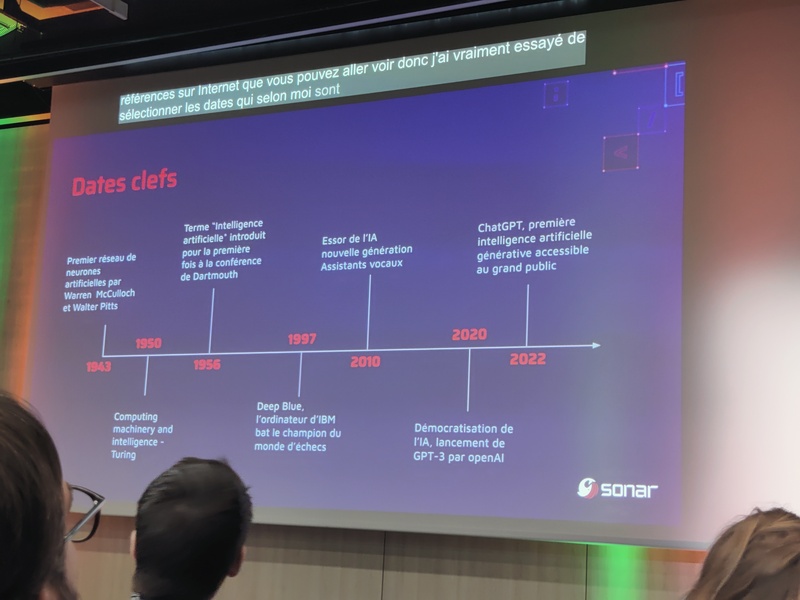 références sur Internet que vous pouvez aller voir donc j'ai vraiment essayé de
sélectionner les dates qui selon moi sont
Dates clefs
Premier réseau de
neurones
artificielles par
Warren McCulloch
et Walter Pitts
1943
1950
Computing
machinery and
intelligence -
Turing
Terme "Intelligence
artificielle" introduit
pour la première
fois à la conférence
de Dartmouth
1956
1997
Deep Blue,
l'ordinateur d'IBM
bat le champion du
monde d'échecs
Essor de l'IA
nouvelle génération
Assistants vocaux
2010
2020
Démocratisation de
l'IA, lancement de
GPT-3 par openAI
ChatGPT, première
intelligence artificielle
générative accessible
au grand public
2022
sonar